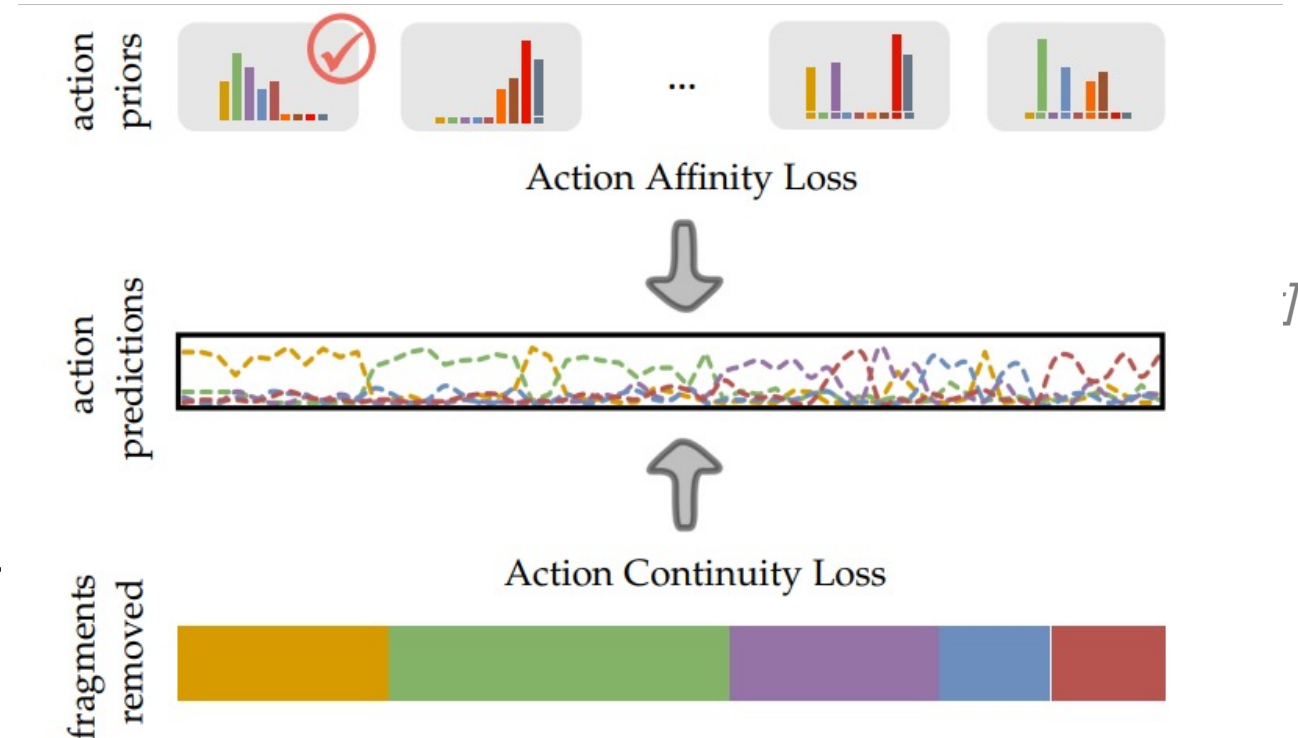 action
priors
...
Action Affinity Loss
action
predictions
Action Continuity Loss
fragments
removed